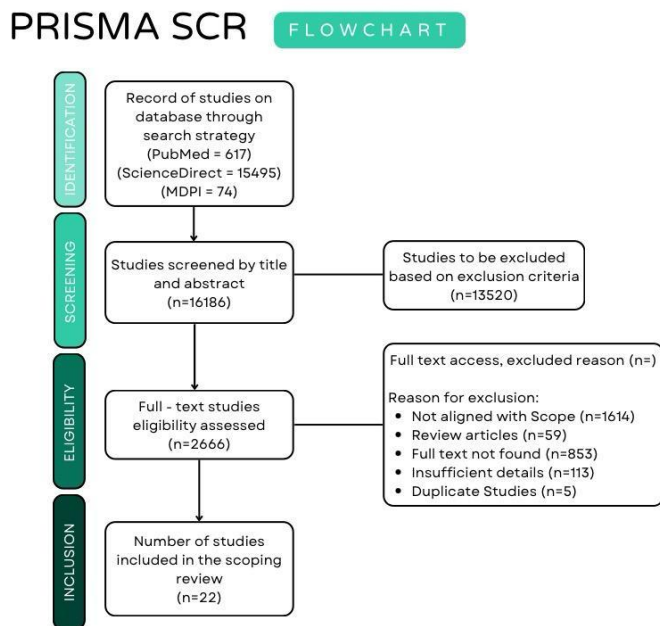 PRISMA SCR
FLOWCHART
IDENTIFICATION
Record of studies on
database through
search strategy
(PubMed = 617)
(ScienceDirect = 15495)
(MDPI = 74)
SCREENING
Studies screened by title
and abstract
(n=16186)
Studies to be excluded
based on exclusion criteria
(n=13520)
ELIGIBILITY
Full - text studies
eligibility assessed
(n=2666)
Full text access, excluded reason (n=)
Reason for exclusion:
• Not aligned with Scope (n=1614)
• Review articles (n=59)
• Full text not found (n=853)
• Insufficient details (n=113)
• Duplicate Studies (n=5)
INCLUSION
Number of studies
included in the scoping
review
(n=22)